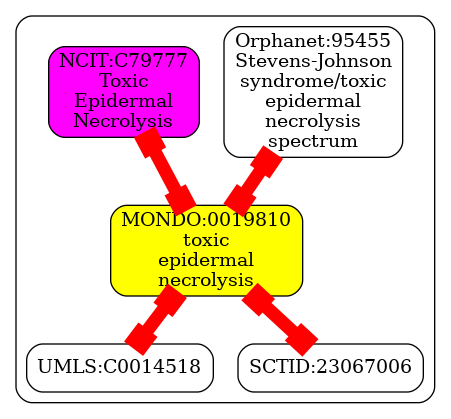 NCIT:C79777
Toxic
Epidermal
Necrolysis
Orphanet:95455
Stevens-Johnson
syndrome/toxic
epidermal
necrolysis
spectrum
MONDO:0019810
toxic
epidermal
necrolysis
UMLS:C0014518
SCTID:23067006